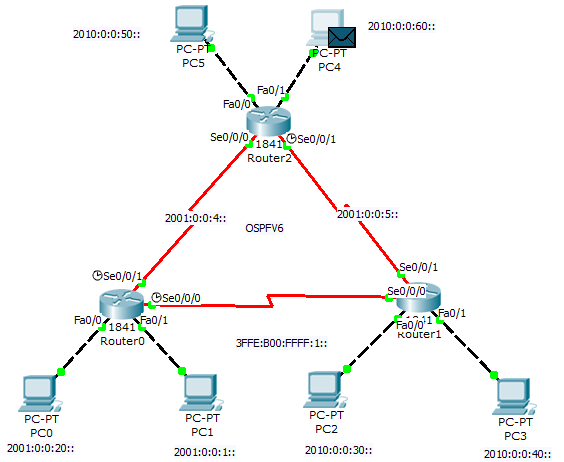 2010:0:0:50::
PC-PT
PC5
2010:0:0:60::
PC-PT
PC4
Fa0/1
Fa0/0
Se0/0/0
Se0/0/1
1841
Router2
2001:0:0:4::
2001:0:0:5::
OSPFV6
Se0/0/1
Se0/0/0
Fa0/0
Fa0/1
1841
Router0
Se0/0/1
Se0/0/0
Fa0/1
Fa0/0
1841
Router1
3FFE:B00:FFFF:1::
PC-PT
PC0
2001:0:0:20::
PC-PT
PC1
2001:0:0:1::
PC-PT
PC2
2010:0:0:30::
PC-PT
PC3
2010:0:0:40::